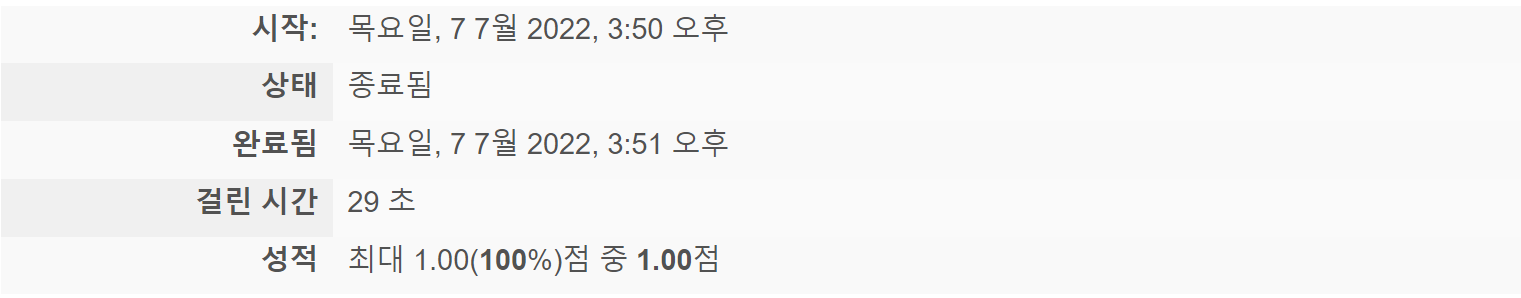 시작: 목요일, 7 7월 2022, 3:50 오후
상태 종료됨
완료됨 목요일, 7 7월 2022, 3:51 오후
걸린 시간 29 초
성적 최대 1.00(100%)점 중 1.00점